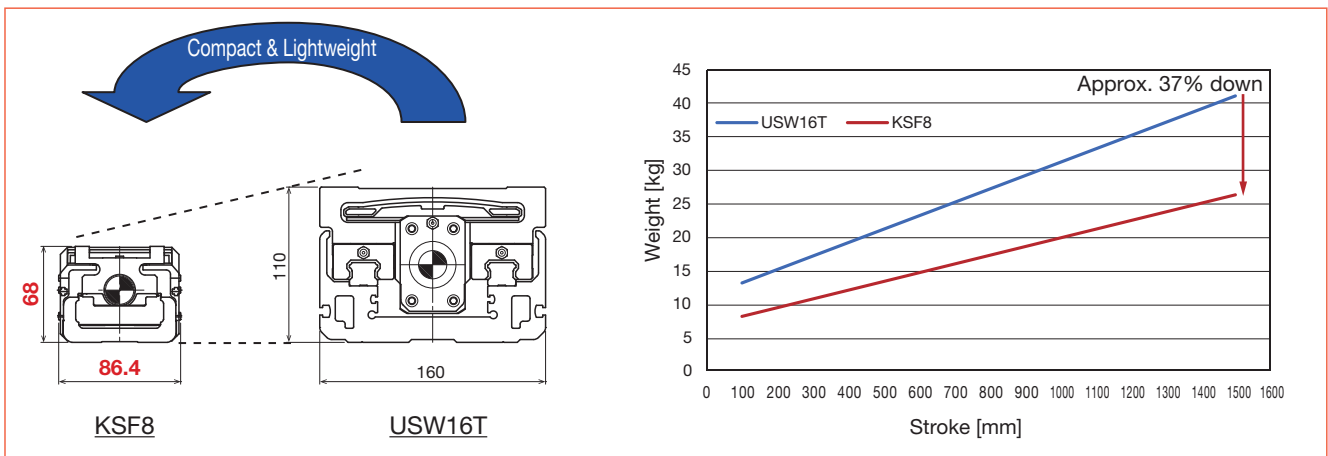 Compact & Lightweight
68
86.4
KSF8
110
160
USW16T
Approx. 37% down
USW16T
KSF8
Weight [kg]
45
40
35
30
25
20
15
10
5
0
0 100 200 300 400 500 600 700 800 900 1000 1100 1200 1300 1400 1500 1600
Stroke [mm]